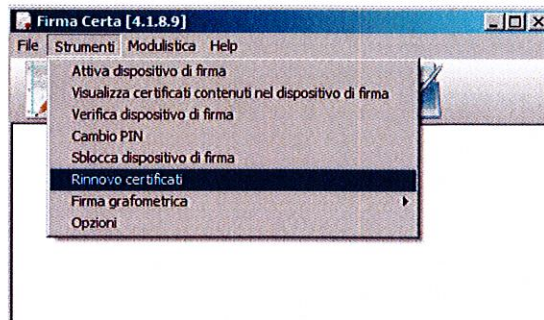 Firma Certa [4.1.8.9]
File Strumenti Modulistica Help
Attiva dispositivo di firma
Visualizza certificati contenuti nel dispositivo di firma
Verifica dispositivo di firma
Cambio PIN
Sblocca dispositivo di firma
Rinnovo certificati
Firma grafometrica
Opzioni